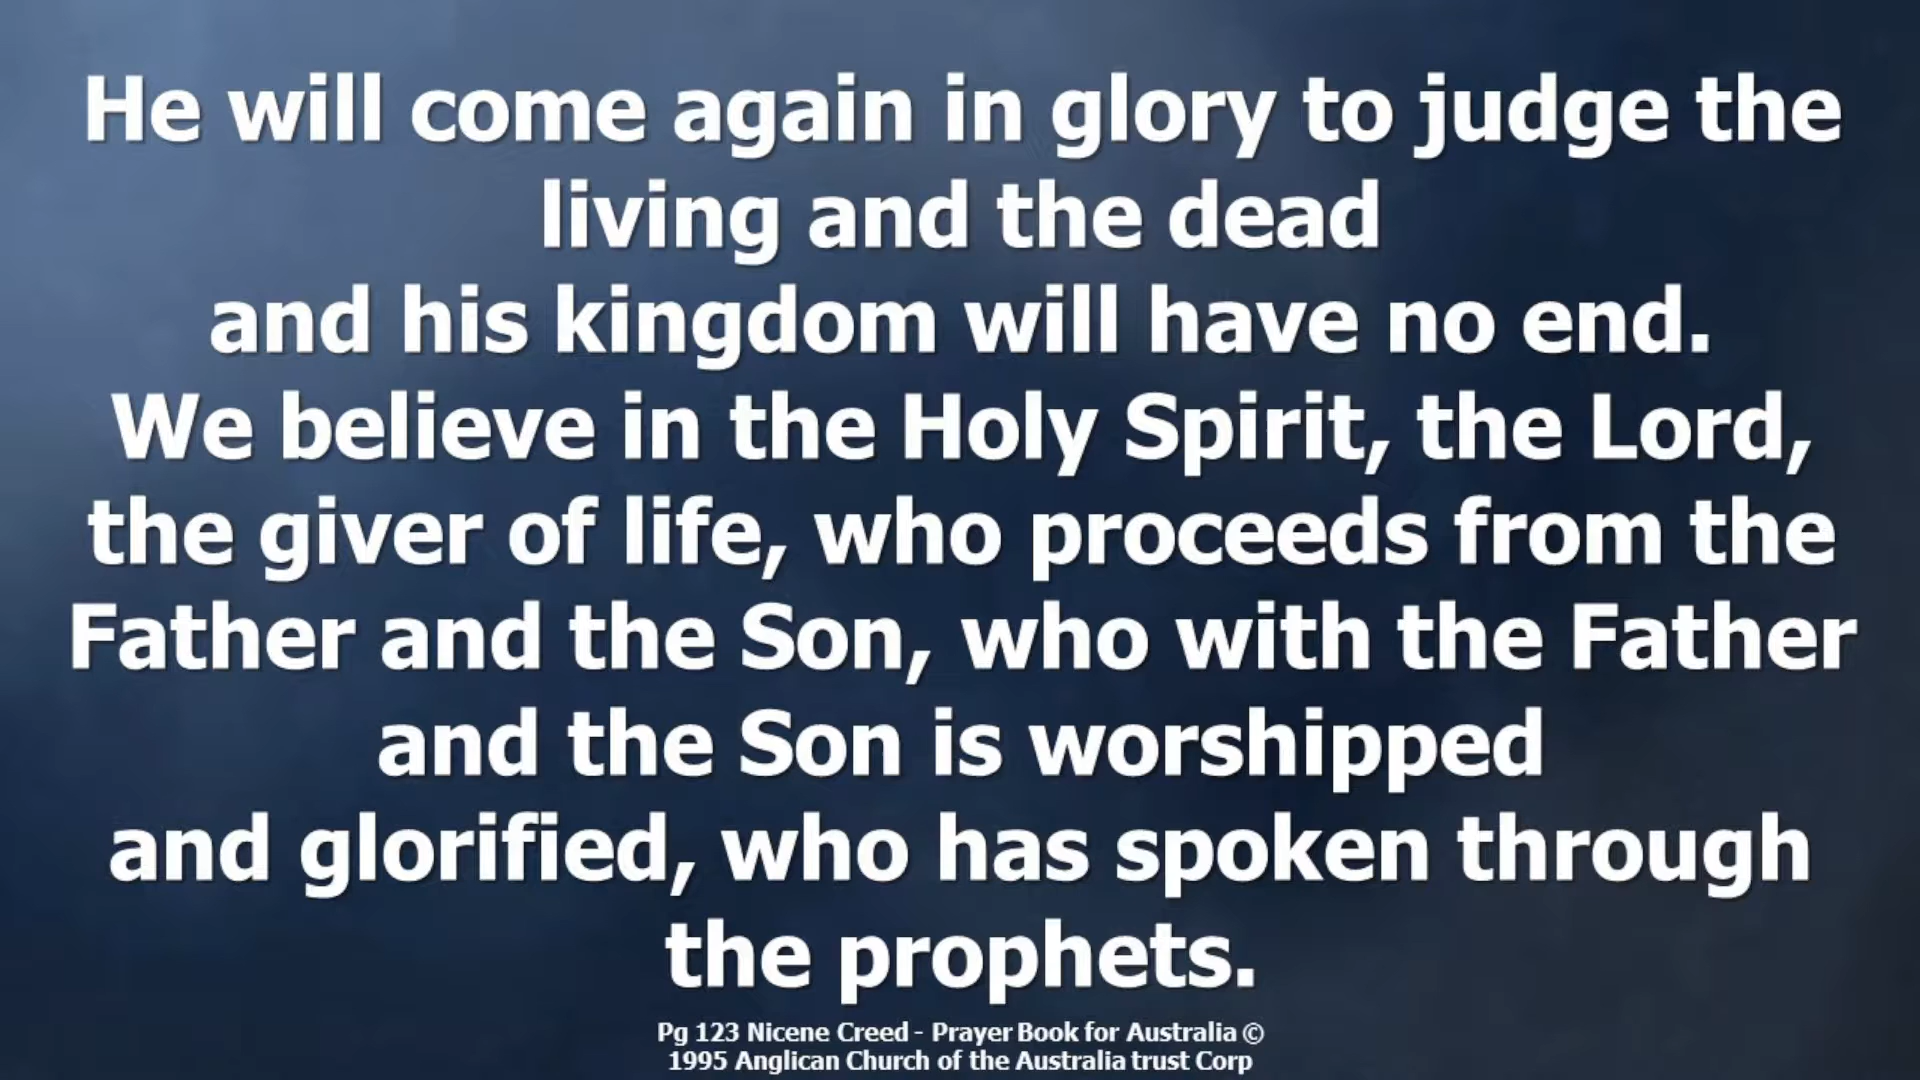 He will come again in glory to judge the
living and the dead
and his kingdom will have no end.
We believe in the Holy Spirit, the Lord,
the giver of life, who proceeds from the
Father and the Son, who with the Father
and the Son is worshipped
and glorified, who has spoken through
the prophets.
Pg 123 Nicene Creed - Prayer Book for Australia ©
1995 Anglican Church of the Australia trust Corp